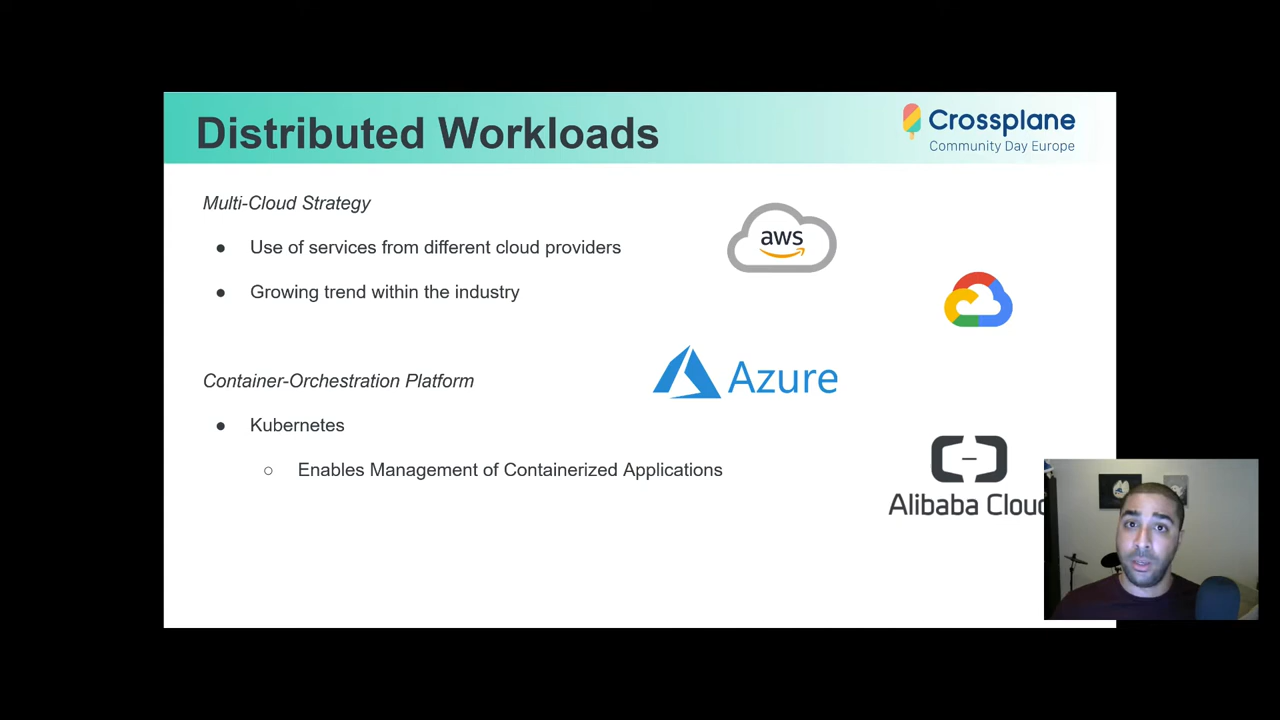 Distributed Workloads
Crossplane
Community Day Europe
Multi-Cloud Strategy
● Use of services from different cloud providers
● Growing trend within the industry
aws
Container-Orchestration Platform
Azure
● Kubernetes
○ Enables Management of Containerized Applications
Alibaba Cloud